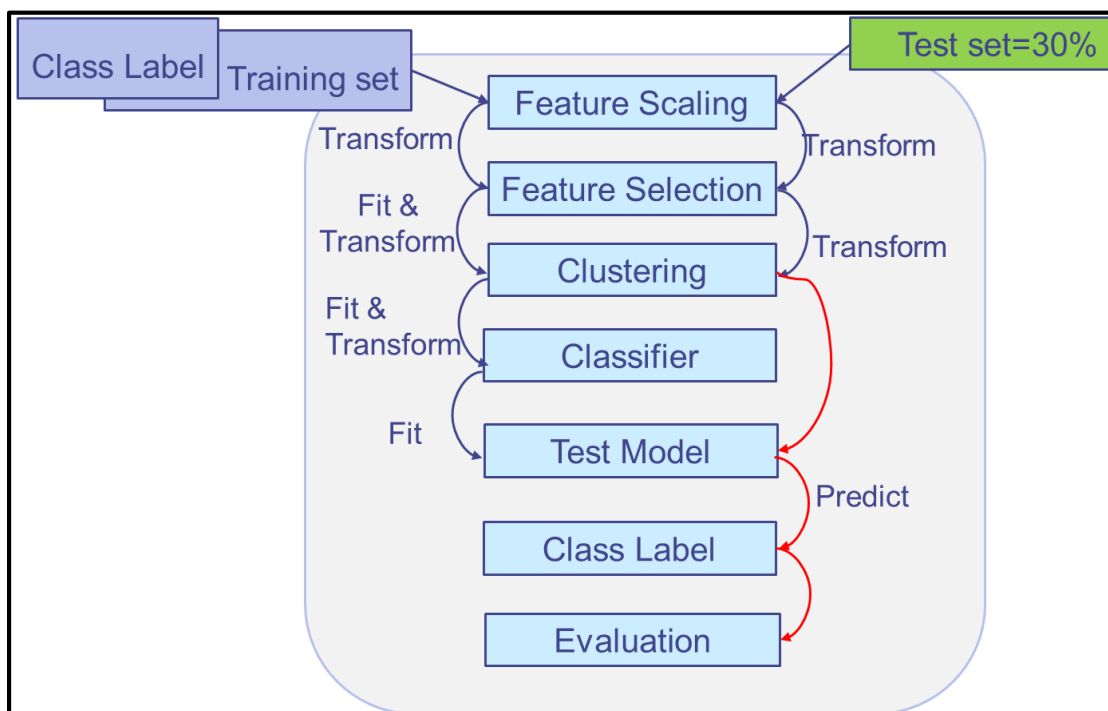 Class Label
Training set
Test set=30%
Feature Scaling
Transform
Transform
Feature Selection
Fit &
Transform
Transform
Clustering
Fit &
Transform
Classifier
Fit
Test Model
Predict
Class Label
Evaluation